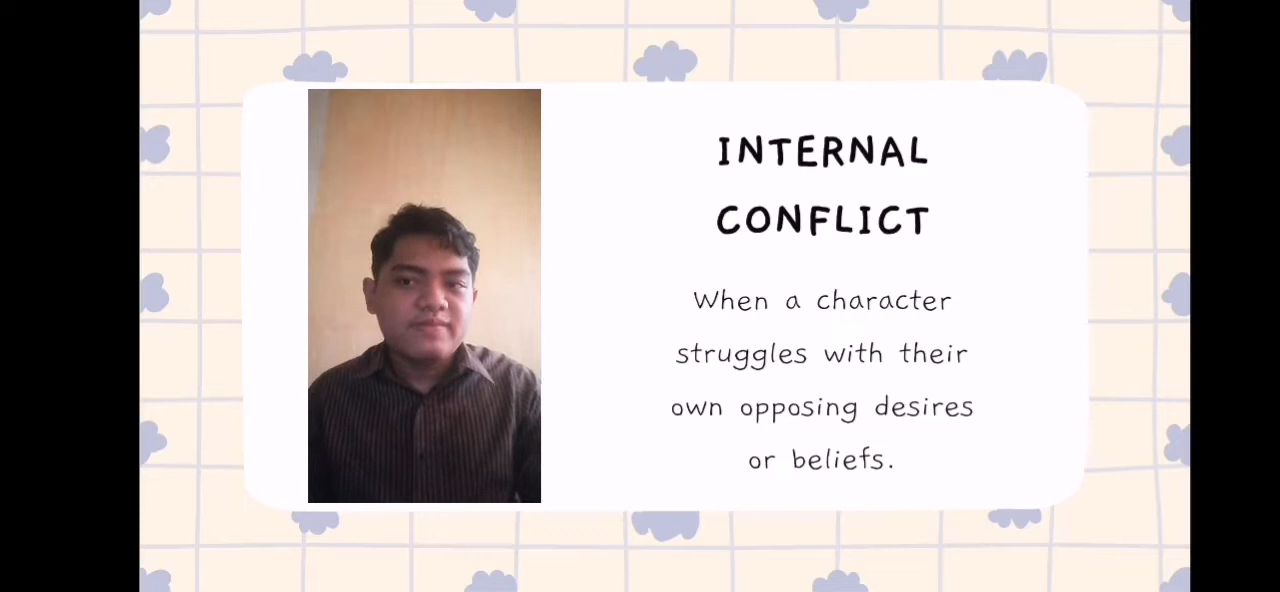 INTERNAL
CONFLICT
When a character
struggles with their
own opposing desires
or beliefs.